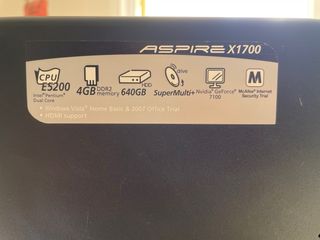 ASPIRE X1700
CPU
E5200
Intel® Pentium®
Dual Core
4GB DDR2
memory
HDD
640GB
drive
SuperMulti+
Nvidia® GeForce®
7100
M
McAfee® Internet
Security Trial
• Windows Vista® Home Basic & 2007 Office Trial
• HDMI support